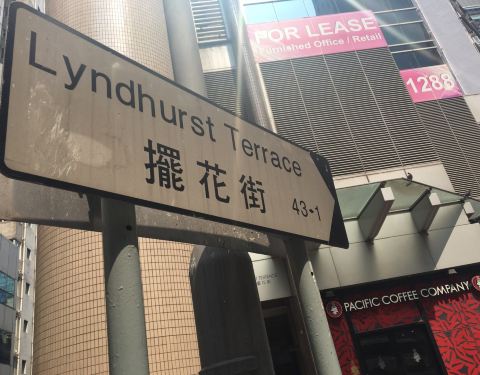 FOR LEASE
Furnished Office / Retail
1288
Lyndhurst Terrace
擺花街
43-1
PACIFIC COFFEE COMPANY